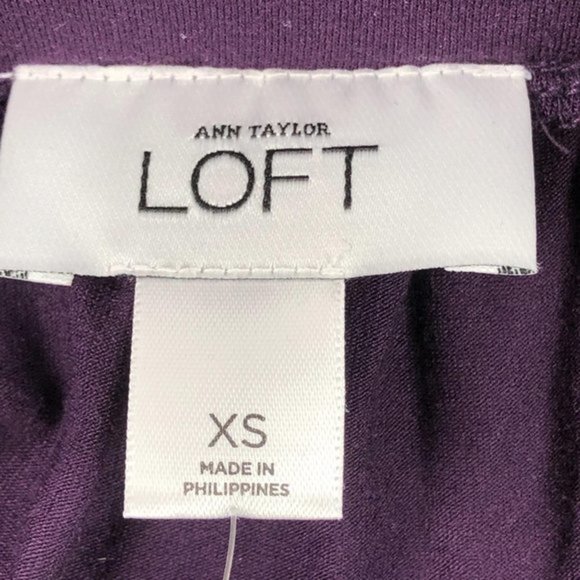 ANN TAYLOR
LOFT
XS
MADE IN
PHILIPPINES